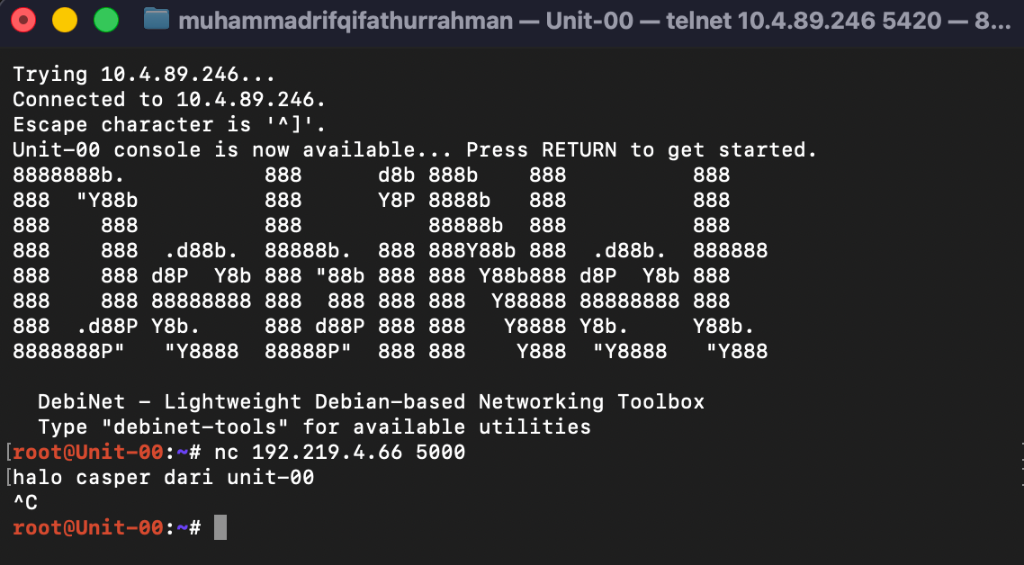 muhammadrifqifathurrahman — Unit-00 — telnet 10.4.89.246 5420 — 8...
Trying 10.4.89.246...
Connected to 10.4.89.246.
Escape character is '^]'.
Unit-00 console is now available... Press RETURN to get started.
8888888b.           888      d8b 888b    888          888
888  "Y88b          888      Y8P 8888b   888          888
888    888          888          88888b  888          888
888    888  .d88b.  88888b.  888 888Y88b 888  .d88b.  888888
888    888 d8P  Y8b 888 "88b 888 888 Y88b888 d8P  Y8b 888
888    888 88888888 888  888 888 888  Y88888 88888888 888
888  .d88P Y8b.     888 d88P 888 888   Y8888 Y8b.     Y88b.
8888888P"   "Y8888  88888P"  888 888    Y888  "Y8888   "Y888
DebiNet – Lightweight Debian-based Networking Toolbox
Type "debinet-tools" for available utilities
[root@Unit-00:~# nc 192.219.4.66 5000
[halo casper dari unit-00
^C
root@Unit-00:~#